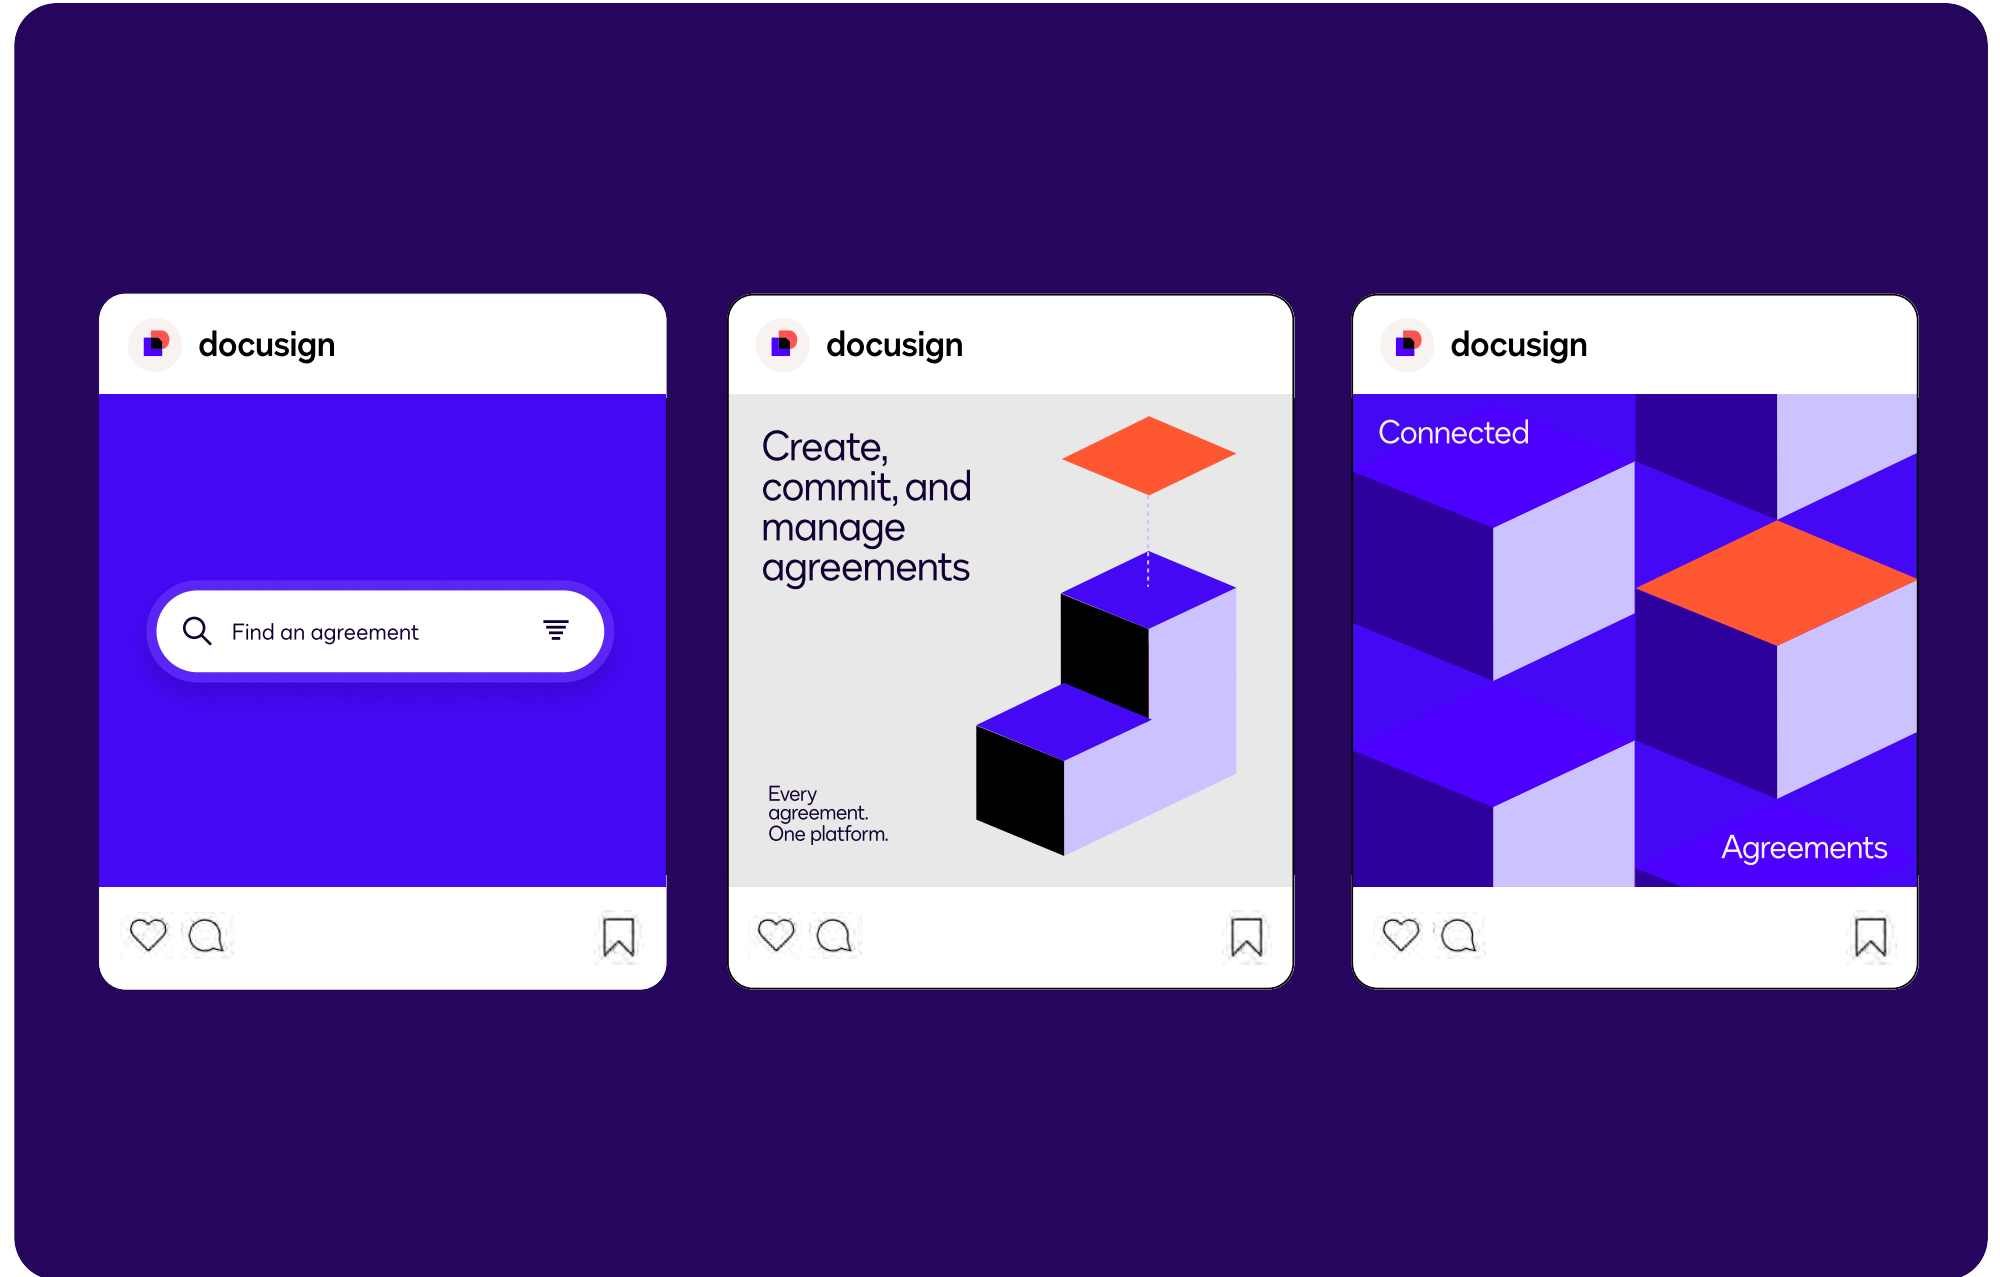 docusign
Find an agreement
docusign
Create,
commit, and
manage
agreements
Every
agreement.
One platform.
docusign
Connected
Agreements